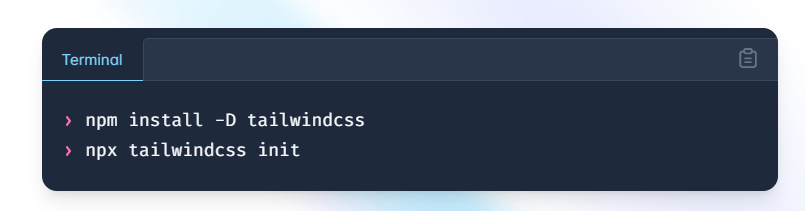 Terminal
› npm install -D tailwindcss
› npx tailwindcss init